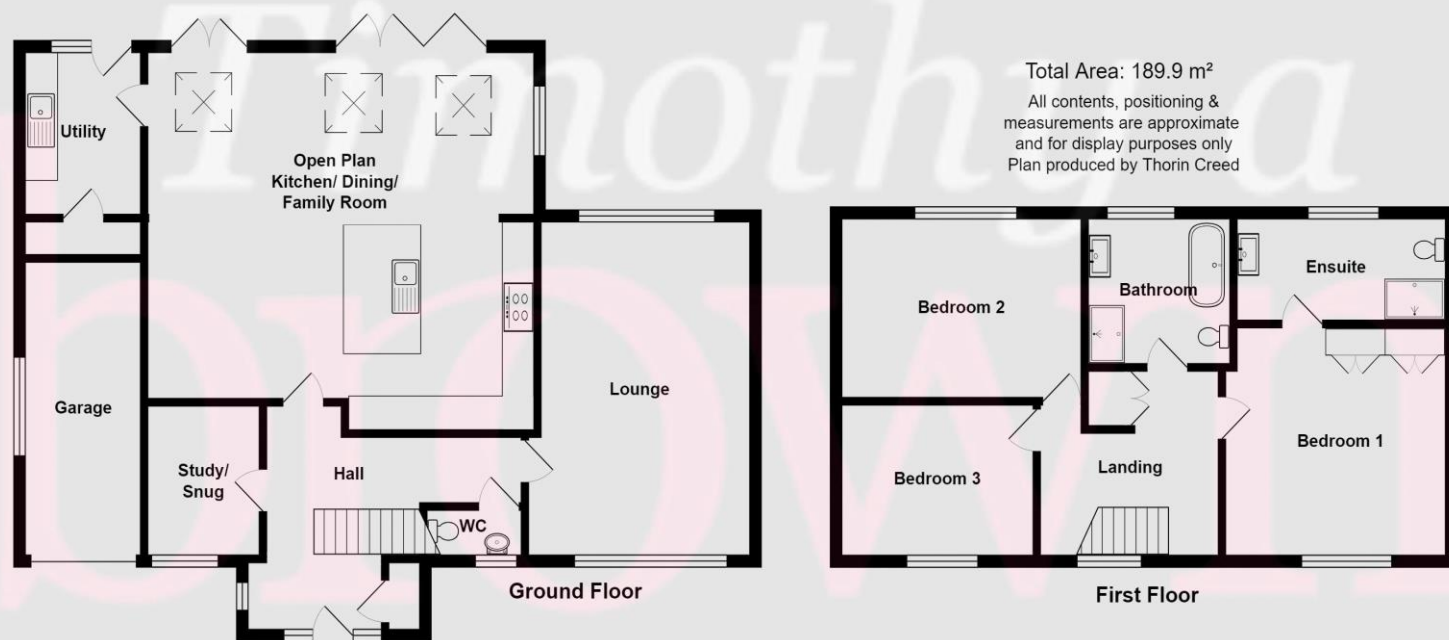 Timothy a
brown
Total Area: 189.9 m²
All contents, positioning &
measurements are approximate
and for display purposes only
Plan produced by Thorin Creed
Utility
Open Plan
Kitchen/ Dining/
Family Room
Garage
Study/
Snug
Hall
WC
Lounge
Ground Floor
Bedroom 2
Bathroom
Ensuite
Bedroom 3
Landing
Bedroom 1
First Floor